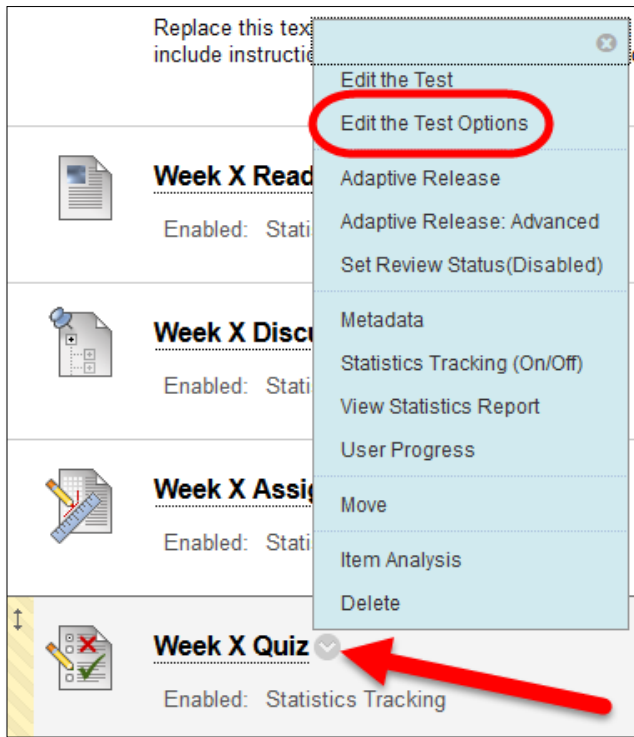 Replace this tex
include instructi
Edit the Test
Edit the Test Options
Week X Read
Adaptive Release
Enabled: Stati
Adaptive Release: Advanced
Set Review Status(Disabled)
Week X Discu
Metadata
Enabled: Stati
Statistics Tracking (On/Off)
View Statistics Report
User Progress
Week X Assig
Move
Enabled: Stati
Item Analysis
Delete
Week X Quiz
Enabled: Statistics Tracking